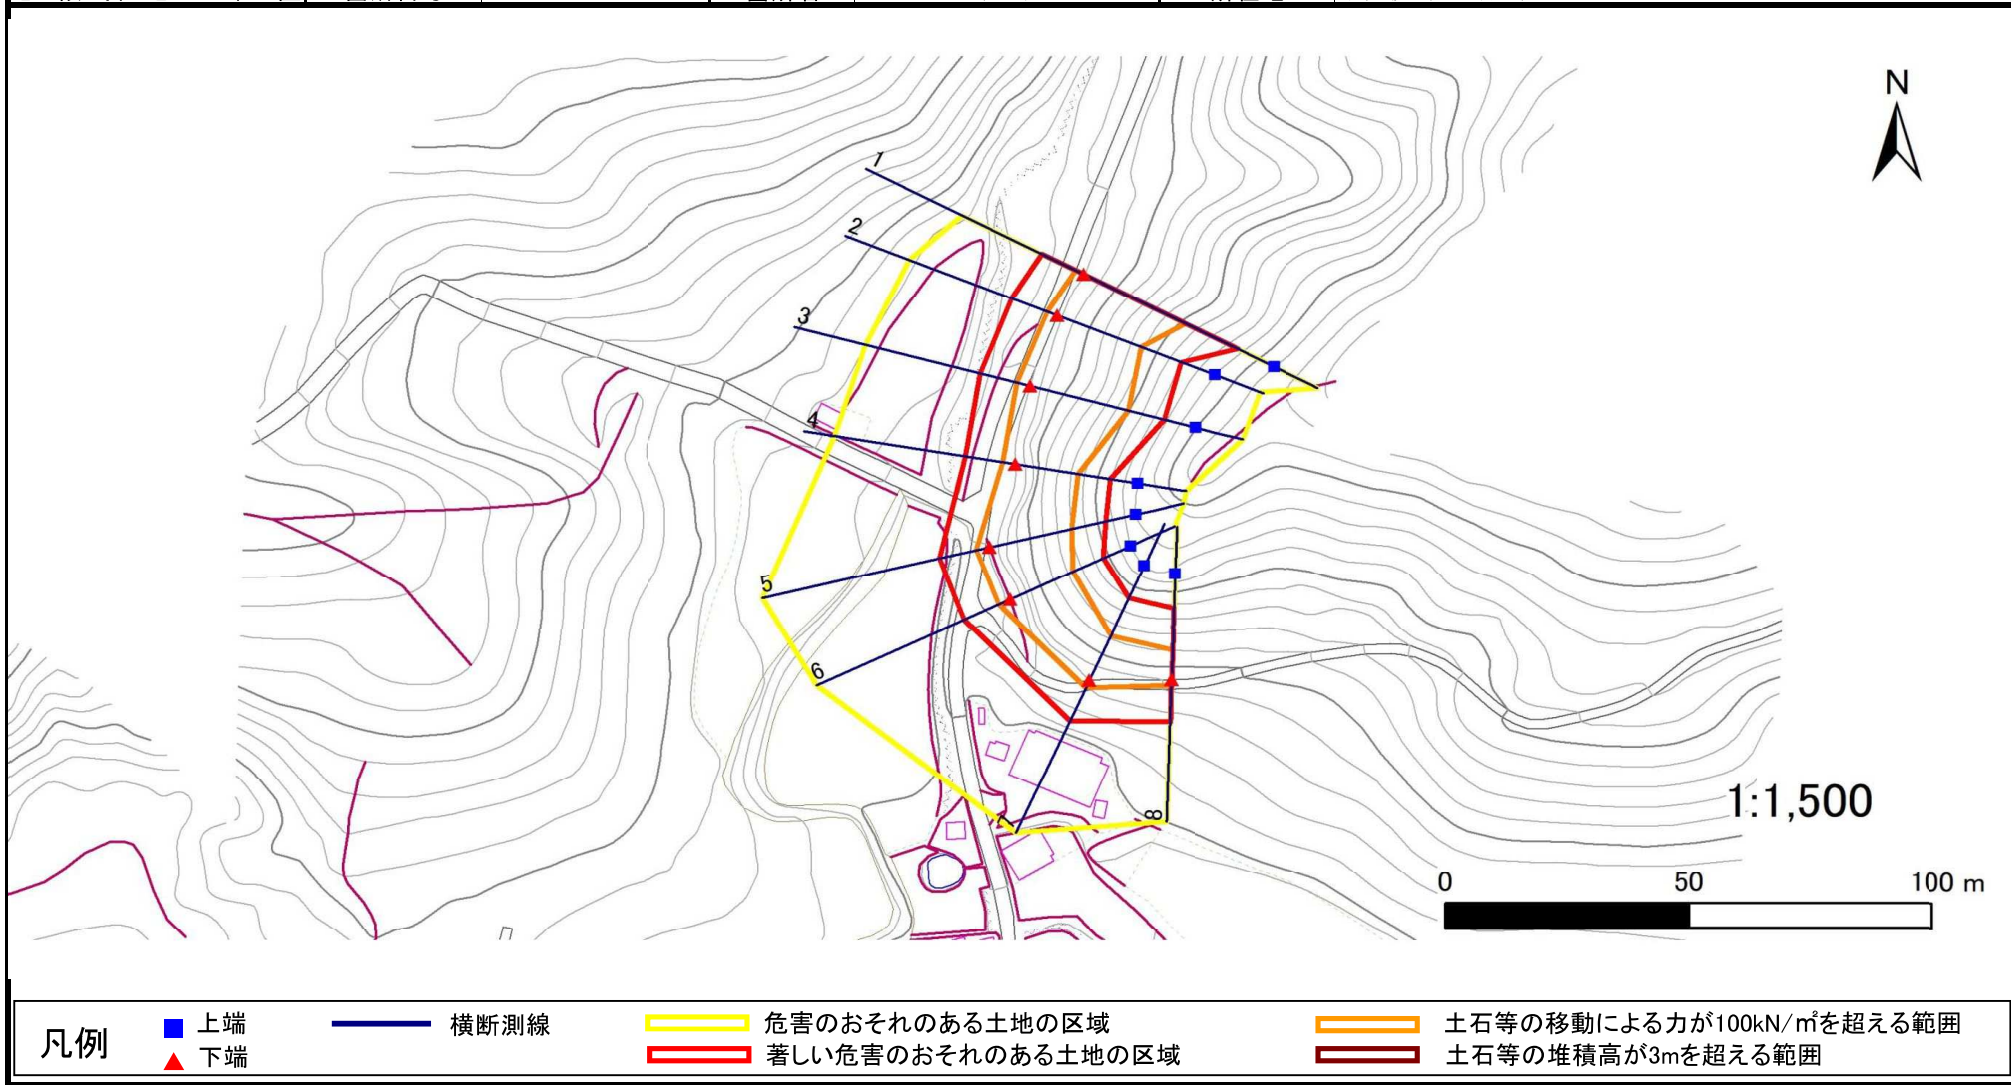 N
1
2
3
4
5
6
7
8
1:1,500
0 50 100 m
凡例
上端 横断測線 危害のおそれのある土地の区域 土石等の移動による力が100kN/㎡を超える範囲
下端 著しい危害のおそれのある土地の区域 土石等の堆積高が3mを超える範囲